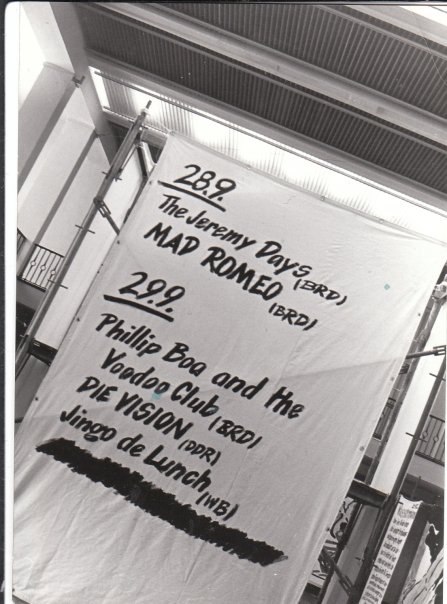 28.9.
The Jeremy Days (BRD)
MAD ROMEO (BRD)
29.9.
Phillip Boa and the
Voodoo Club (BRD)
DIE VISION (DDR)
Jingo de Lunch (WB)